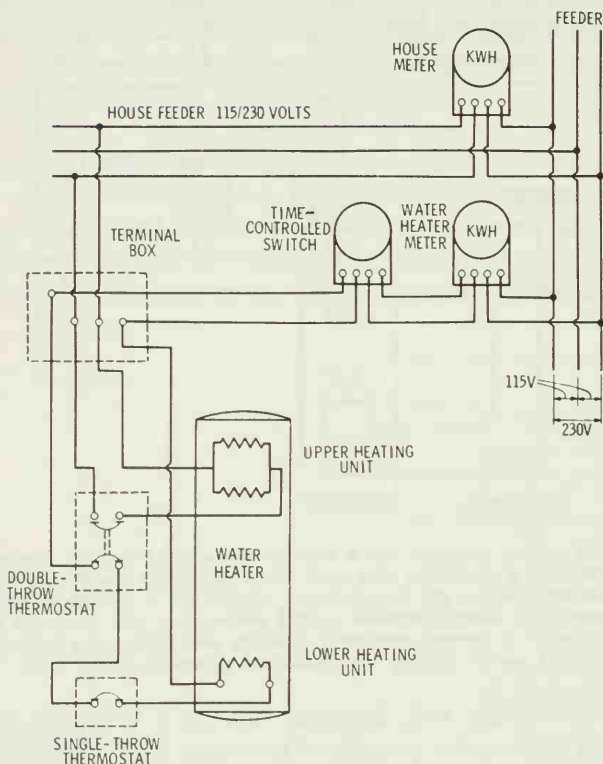 FEEDER
HOUSE
METER
KWH
HOUSE FEEDER 115/230 VOLTS
TIME-
CONTROLLED
SWITCH
WATER
HEATER
METER
KWH
TERMINAL
BOX
115V
230V
UPPER HEATING
UNIT
WATER
HEATER
DOUBLE-
THROW
THERMOSTAT
LOWER HEATING
UNIT
SINGLE-THROW
THERMOSTAT